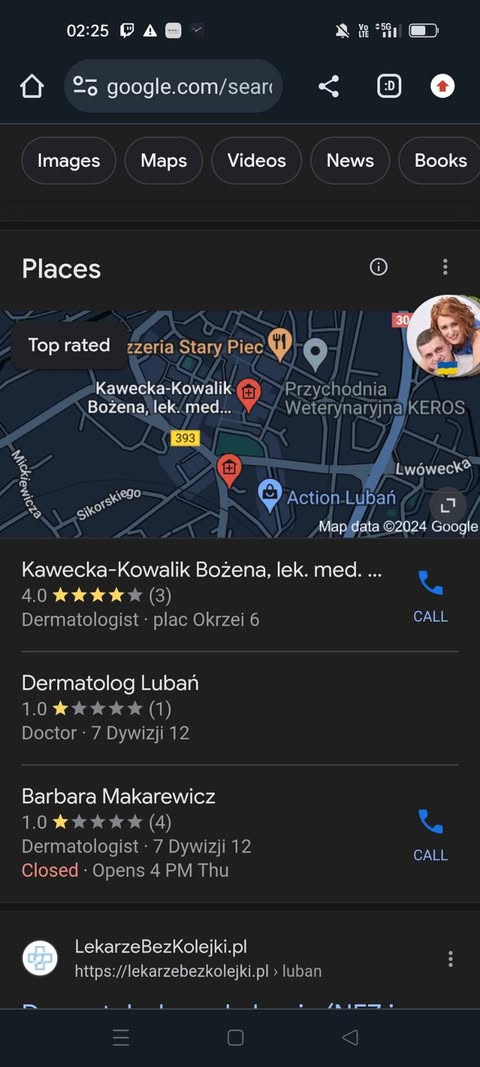 02:25
Vo LTE
5G
google.com/sear
:D
Images
Maps
Videos
News
Books
Places
Top rated
zzeria Stary Piec
30
Kawecka-Kowalik
Bożena, lek. med...
Przychodnia
Weterynaryjna KEROS
393
Mickiewicza
Lwówecka
Sikorskiego
Action Lubań
Map data ©2024 Google
Kawecka-Kowalik Bożena, lek. med. ...
4.0 (3)
Dermatologist · plac Okrzei 6
CALL
Dermatolog Lubań
1.0 (1)
Doctor · 7 Dywizji 12
Barbara Makarewicz
1.0 (4)
Dermatologist · 7 Dywizji 12
Closed · Opens 4 PM Thu
CALL
LekarzeBezKolejki.pl
https://lekarzebezkolejki.pl › luban